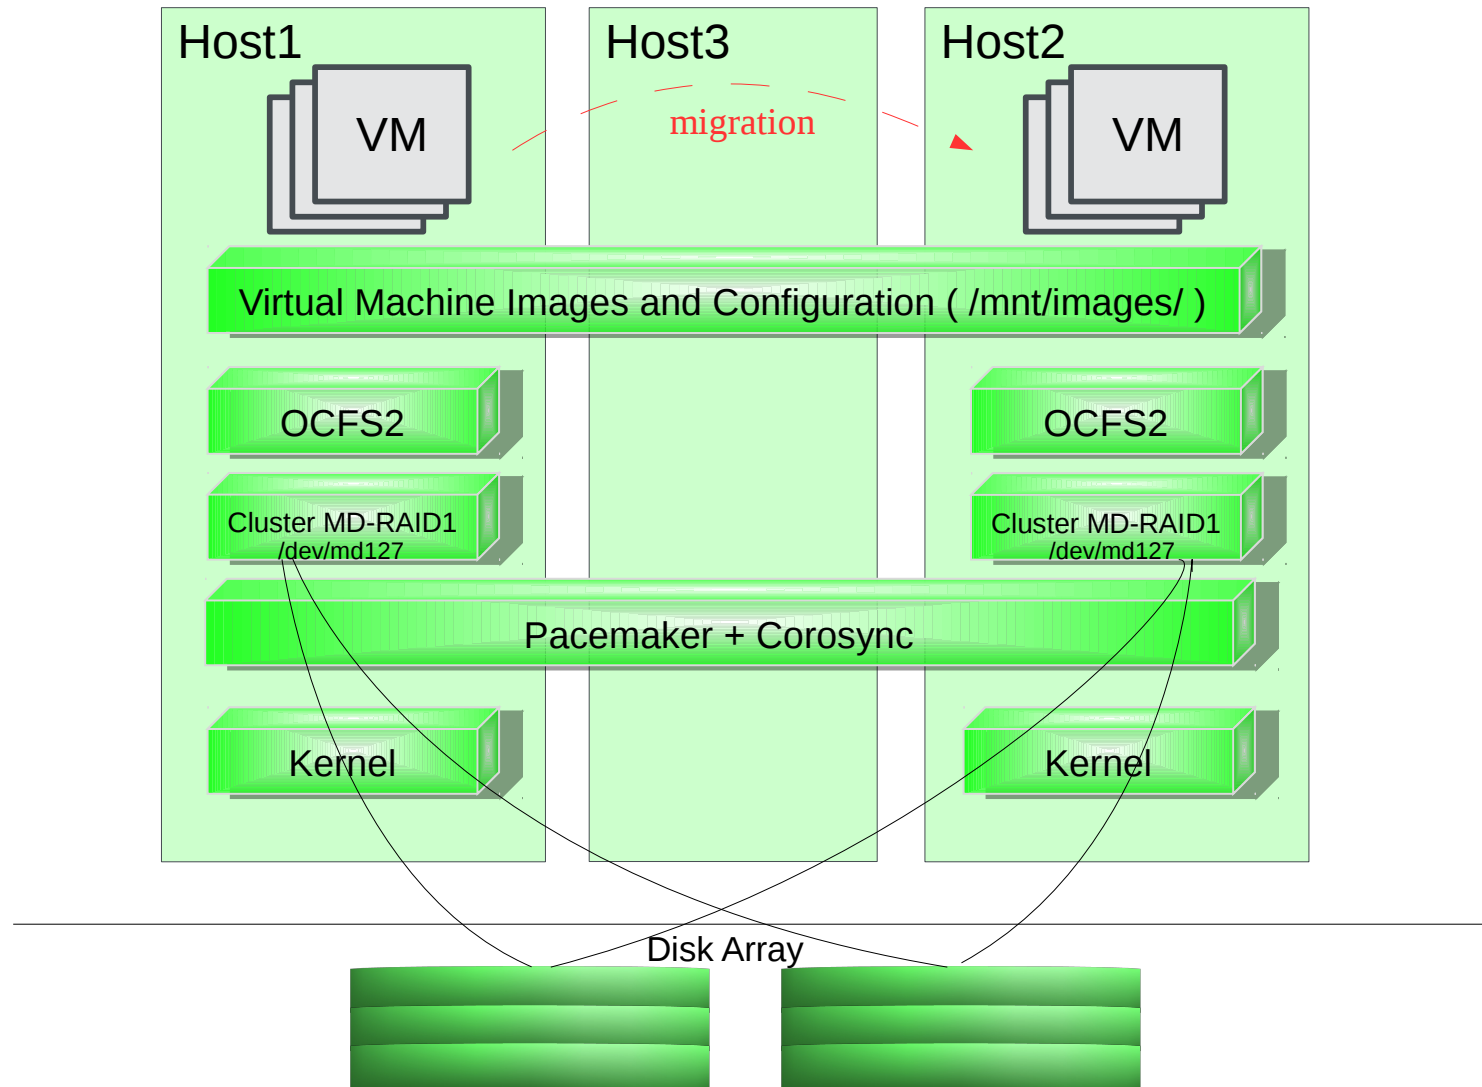 Host1
Host3
Host2
VM
migration
VM
Virtual Machine Images and Configuration ( /mnt/images/ )
OCFS2
OCFS2
Cluster MD-RAID1
/dev/md127
Cluster MD-RAID1
/dev/md127
Pacemaker + Corosync
Kernel
Kernel
Disk Array